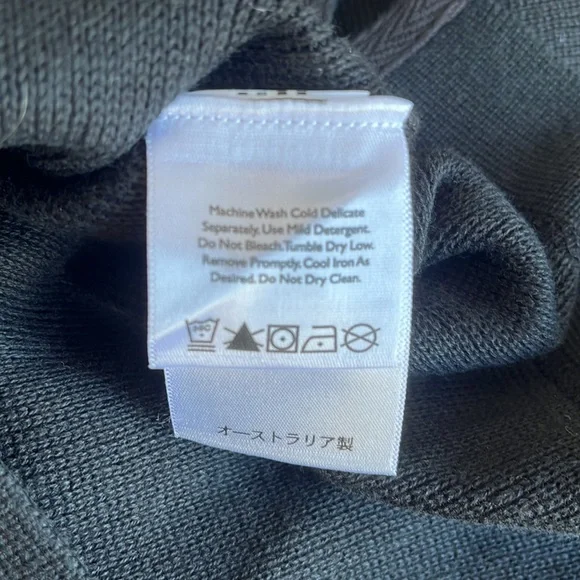 Machine Wash Cold Delicate
Separately. Use Mild Detergent.
Do Not Bleach. Tumble Dry Low.
Remove Promptly. Cool Iron As
Desired. Do Not Dry Clean.
オーストラリア製